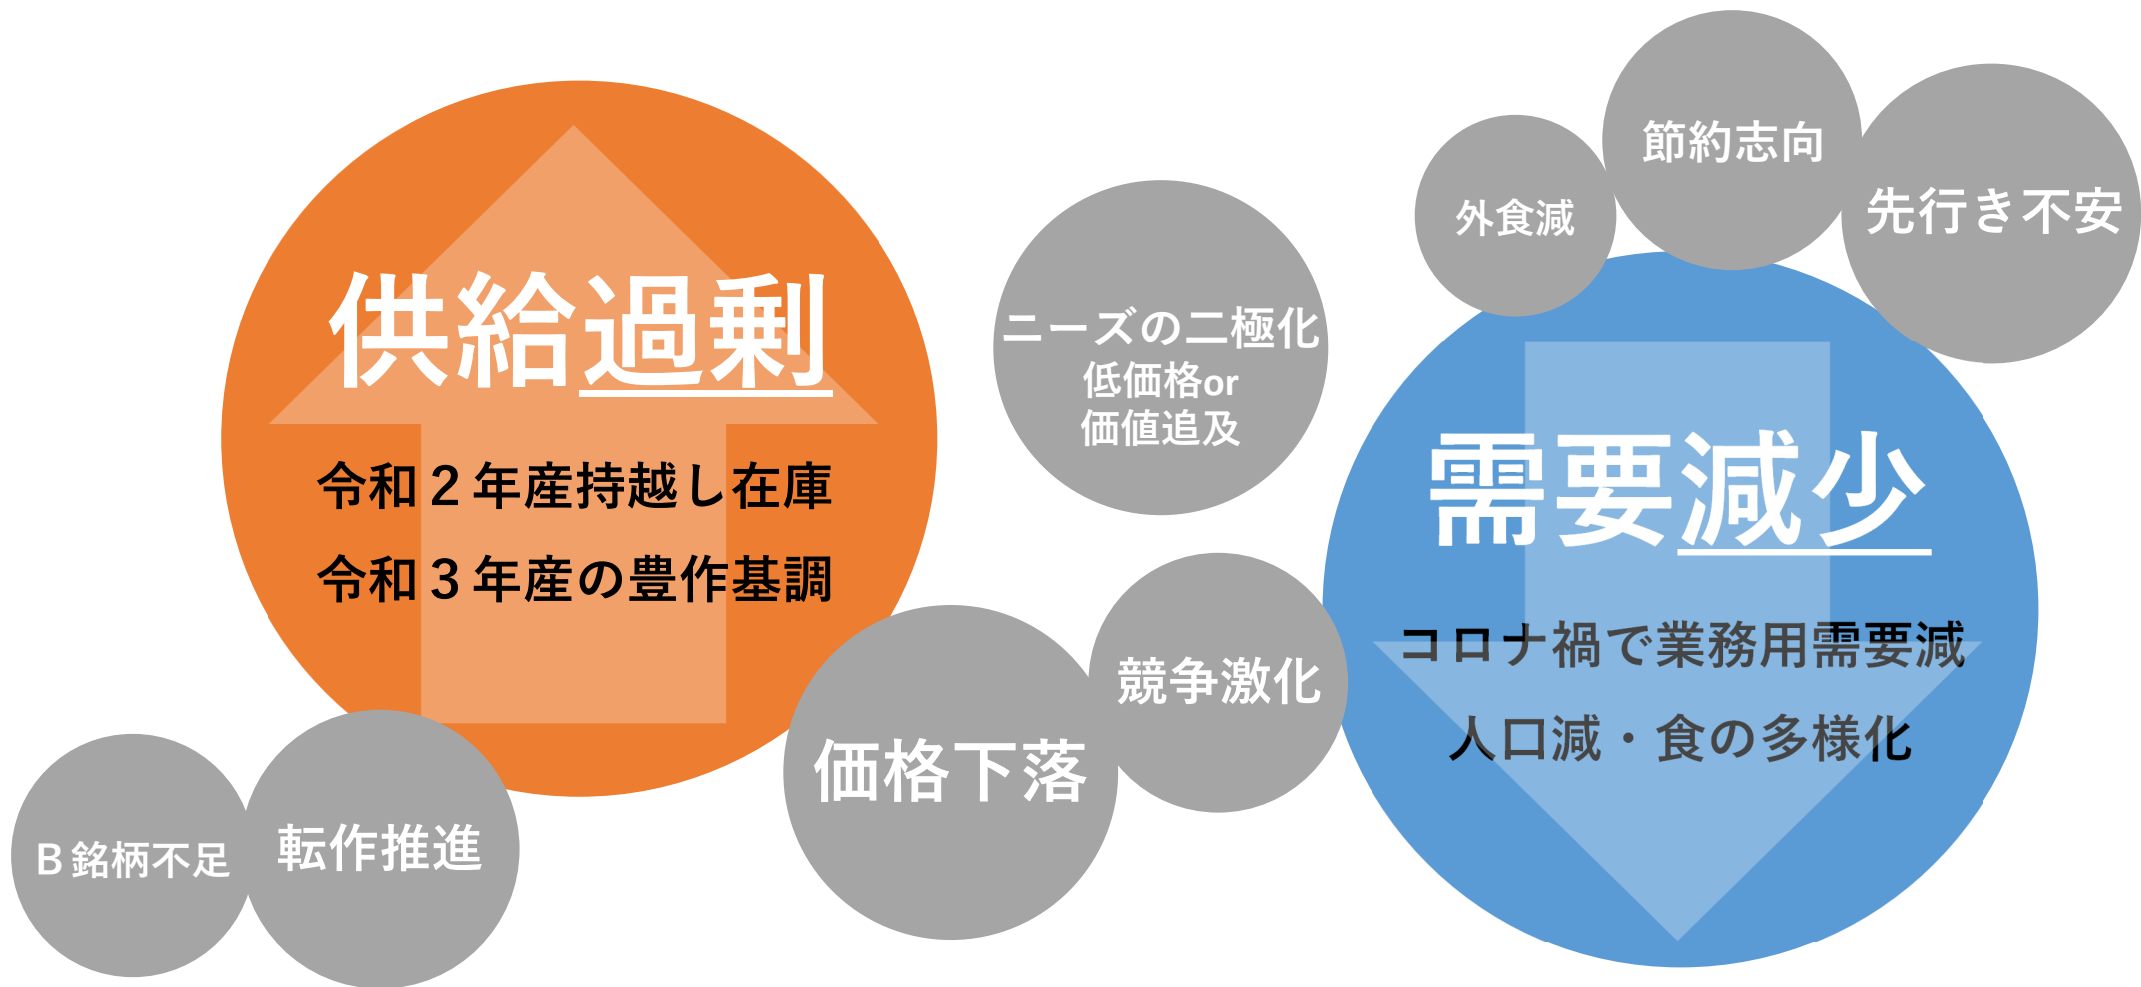 供給過剰
令和２年産持越し在庫
令和３年産の豊作基調
Ｂ銘柄不足
転作推進
ニーズの二極化
低価格or
価値追及
価格下落
競争激化
外食減
節約志向
先行き不安
需要減少
コロナ禍で業務用需要減
人口減・食の多様化